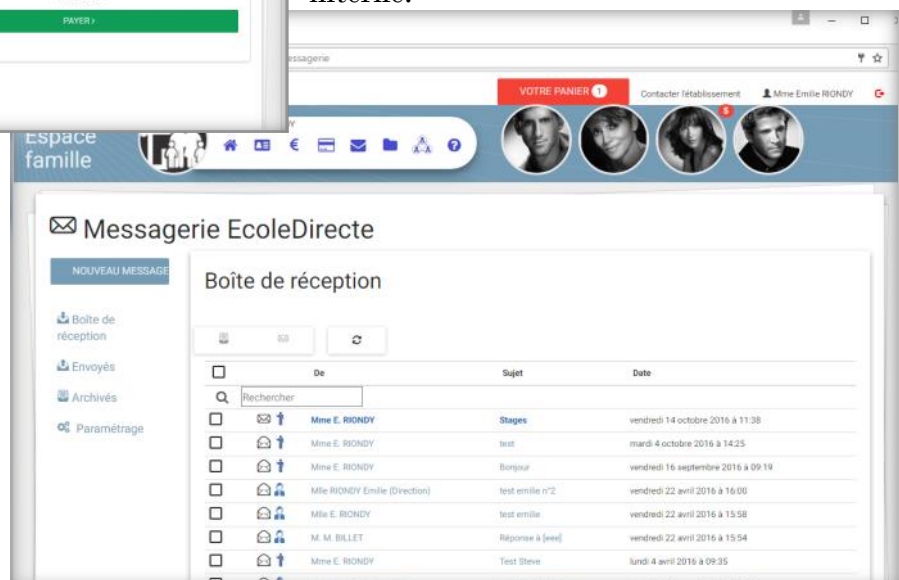 interne.
PAYER >
essagerie
VOTRE PANIER 1 Contacter l'établissement Mme Emilie RIONDY
Espace
famille
5
Messagerie EcoleDirecte
NOUVEAU MESSAGE
Boîte de
réception
Envoyés
Archivés
Paramétrage
Boîte de réception
De Sujet Date
Rechercher
Mme E. RIONDY Stages vendredi 14 octobre 2016 à 11:38
Mme E. RIONDY test mardi 4 octobre 2016 à 14:25
Mme E. RIONDY Bonjour vendredi 16 septembre 2016 à 09:19
Mlle RIONDY Emilie (Direction) test emilie n°2 vendredi 22 avril 2016 à 16:00
Mlle E. RIONDY test emilie vendredi 22 avril 2016 à 15:58
M. M. BILLET Réponse à [eee] vendredi 22 avril 2016 à 15:54
Mme E. RIONDY Test Steve lundi 4 avril 2016 à 09:35